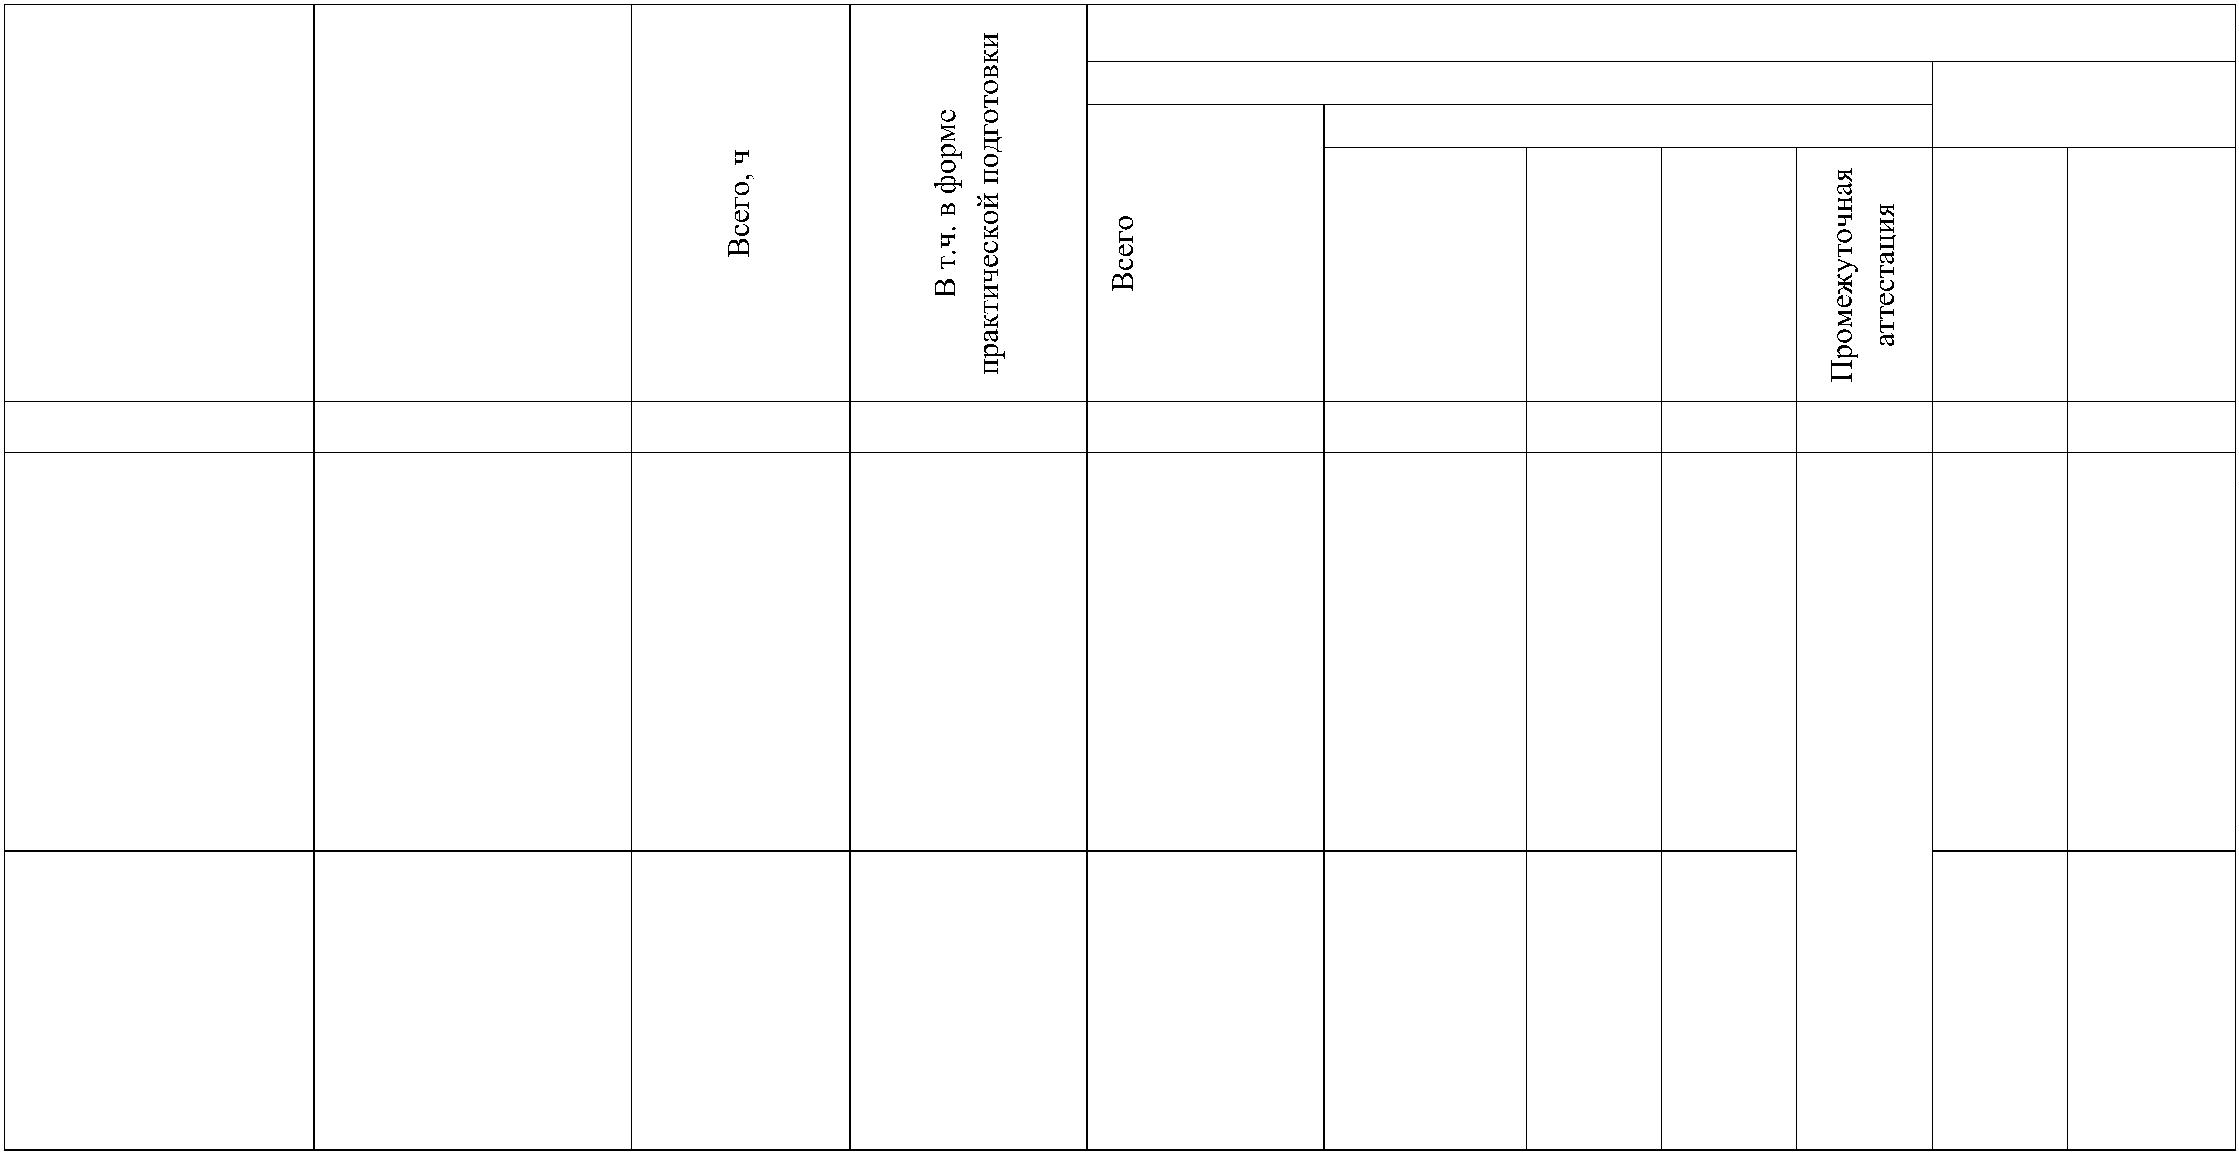 Всего, ч
В т.ч. в форме
практической подготовки
Всего
Промежуточная
аттестация